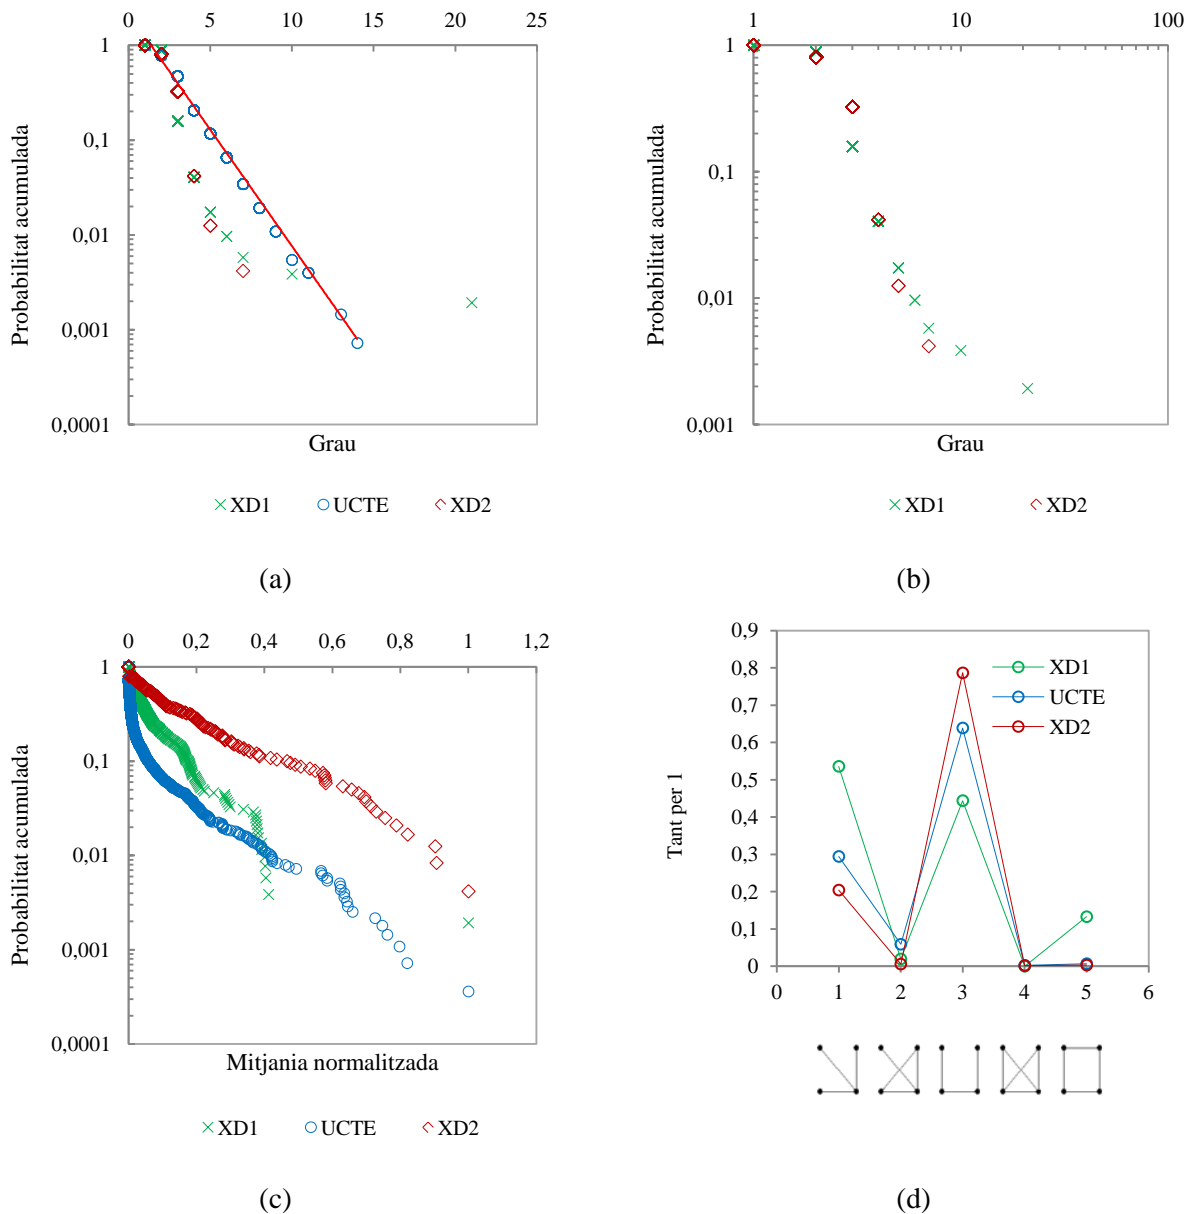 0 5 10 15 20 25
1
0,1
0,01
0,001
0,0001
Probabilitat acumulada
Grau
XD1 UCTE XD2
(a)
1 10 100
1
0,1
0,01
0,001
Probabilitat acumulada
Grau
XD1 XD2
(b)
0 0,2 0,4 0,6 0,8 1 1,2
1
0,1
0,01
0,001
0,0001
Probabilitat acumulada
Mitjania normalitzada
XD1 UCTE XD2
(c)
0,9
0,8
0,7
0,6
0,5
0,4
0,3
0,2
0,1
0
Tant per 1
XD1
UCTE
XD2
0 1 2 3 4 5 6
(d)